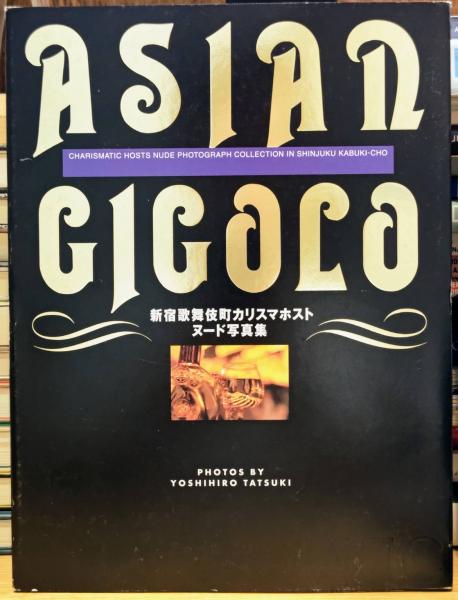 ASIAN
CHARISMATIC HOSTS NUDE PHOTOGRAPH COLLECTION IN SHINJUKU KABUKI-CHO
GIGOLO
新宿歌舞伎町カリスマホスト
ヌード写真集
PHOTOS BY
YOSHIHIRO TATSUKI